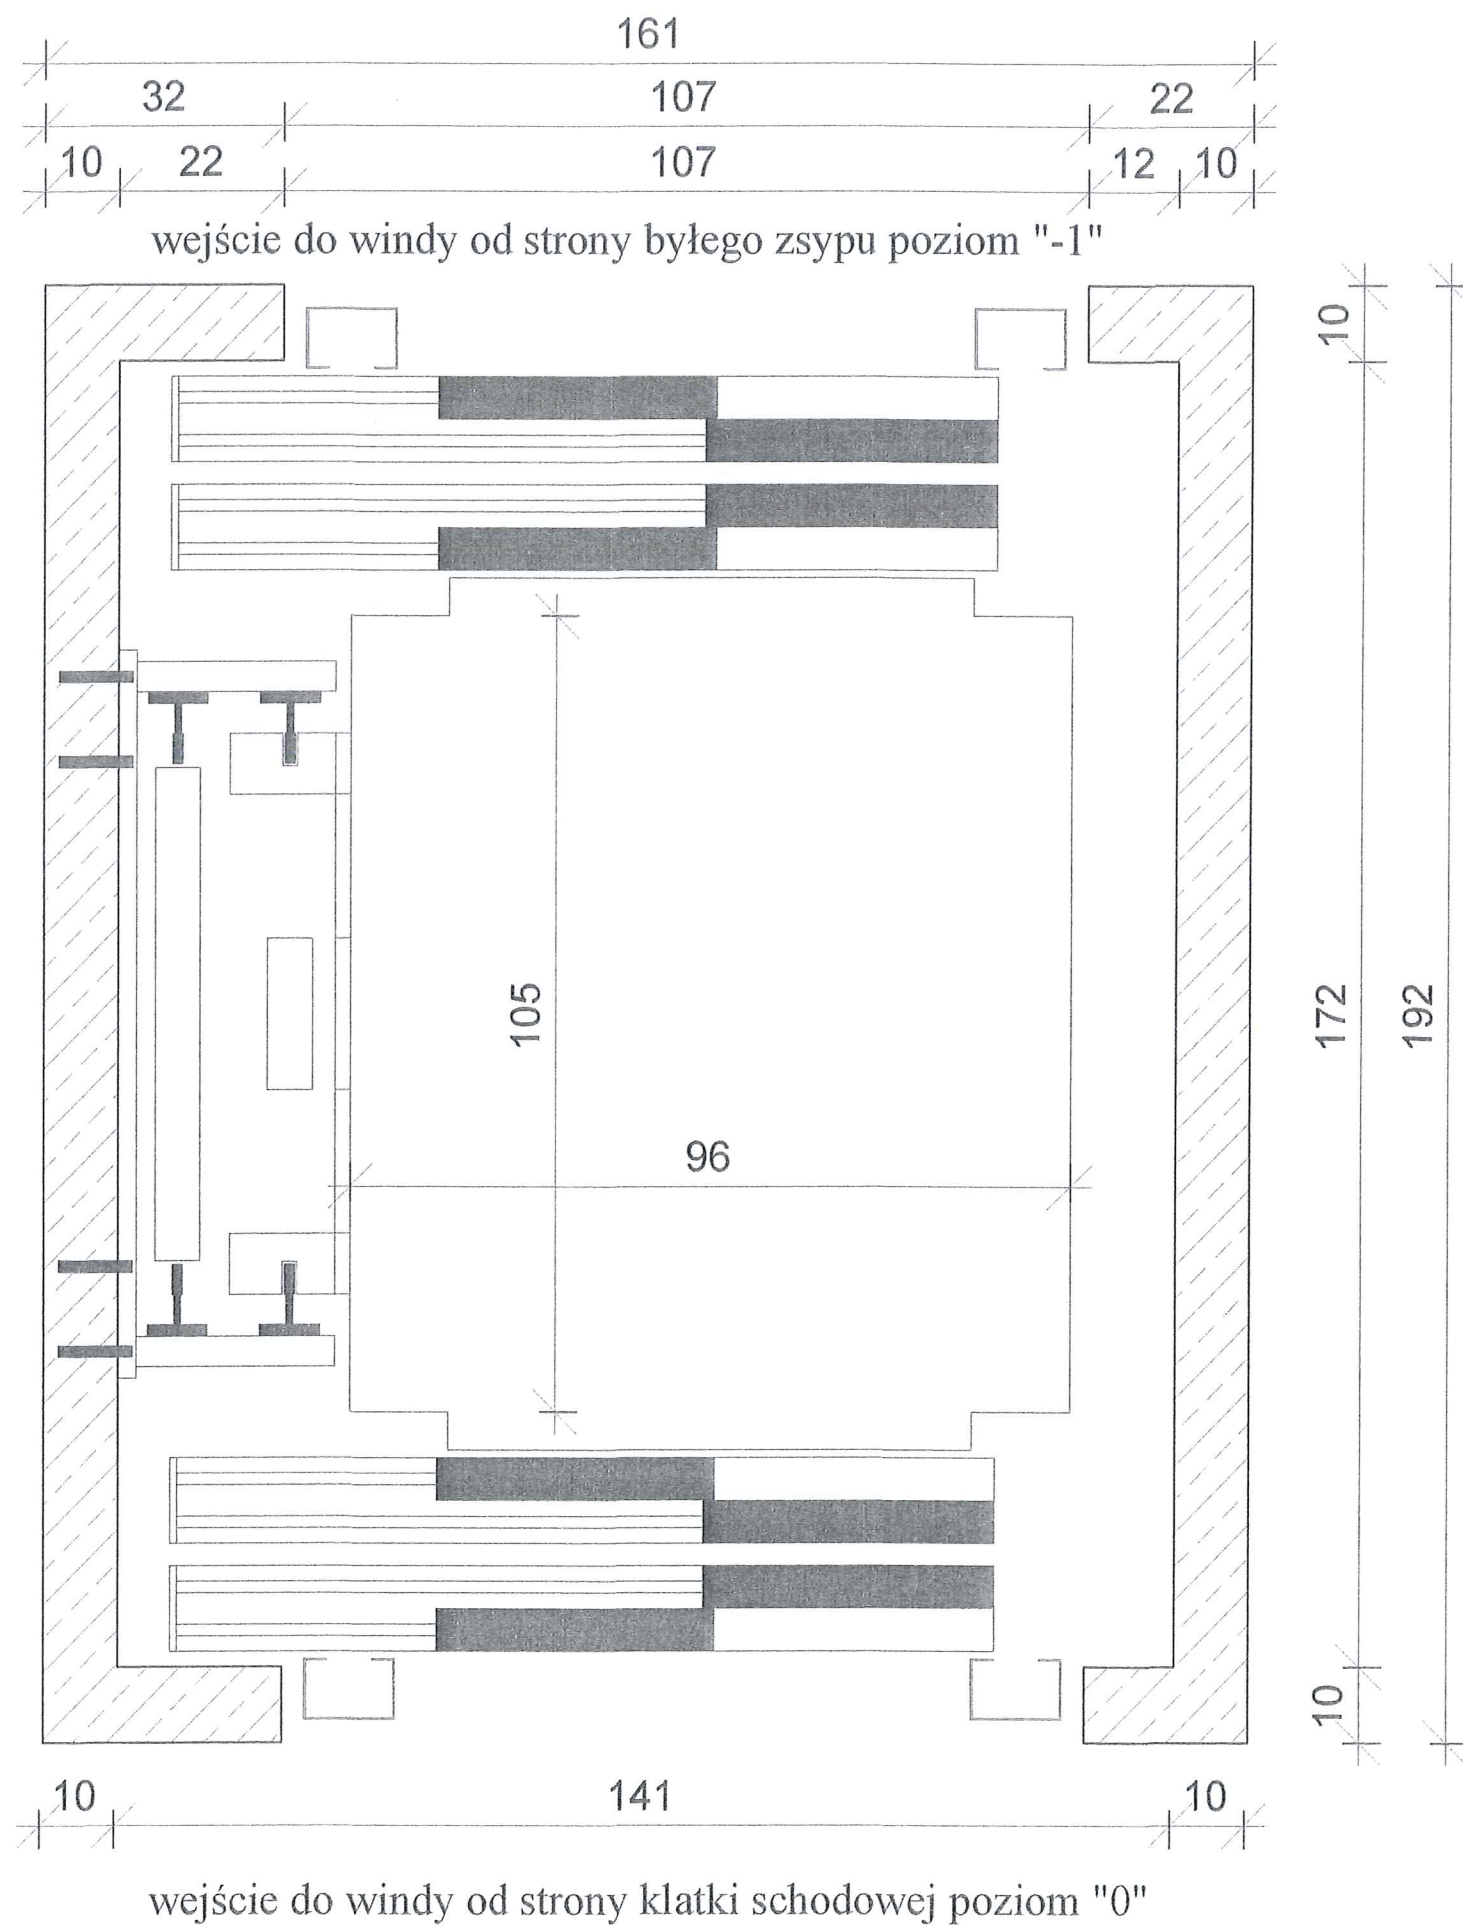 161
32 107 22
10 22 107 12 10
wejście do windy od strony byłego zsypu poziom "-1"
10
105
172
192
96
10
10 141 10
wejście do windy od strony klatki schodowej poziom "0"